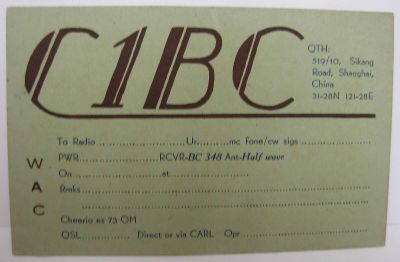 C1BC
QTH:
519/10, Sikang
Road, Shanghai,
China
31-28N 121-28E
To Radio..............................Ur..........mc fone/cw sigs ......................
PWR........................RCVR-BC 348 Ant-Half wave
On ...........................at..........................
Rmks.......................................................................................
.......................................................................................
WAC
Cheerio es 73 OM
QSL............... Direct or via CARL Opr.......................................